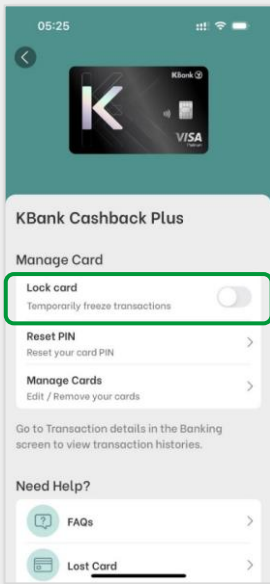 05:25
KBank
K
VISA
Platinum
KBank Cashback Plus
Manage Card
Lock card
Temporarily freeze transactions
Reset PIN
Reset your card PIN
Manage Cards
Edit / Remove your cards
Go to Transaction details in the Banking
screen to view transaction histories.
Need Help?
FAQs
Lost Card